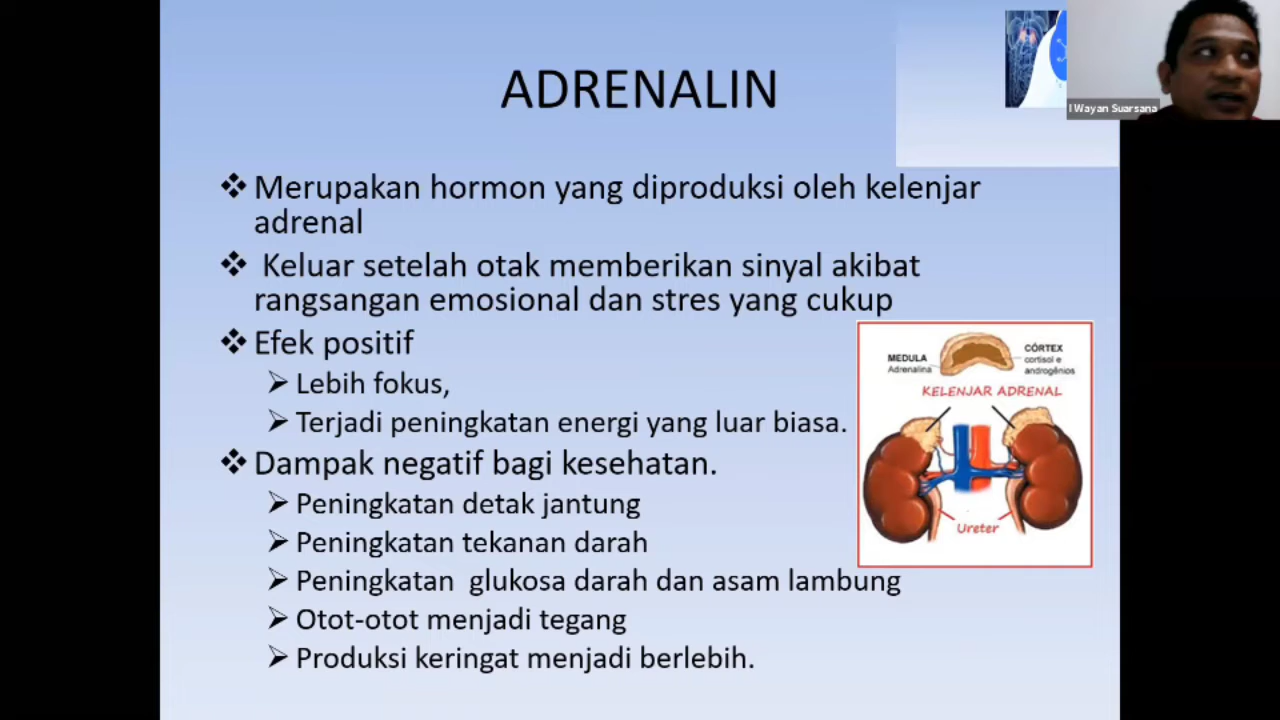 ADRENALIN
I Wayan Suarsana
❖ Merupakan hormon yang diproduksi oleh kelenjar
adrenal
❖ Keluar setelah otak memberikan sinyal akibat
rangsangan emosional dan stres yang cukup
❖ Efek positif
➢ Lebih fokus,
➢ Terjadi peningkatan energi yang luar biasa.
❖ Dampak negatif bagi kesehatan.
➢ Peningkatan detak jantung
➢ Peningkatan tekanan darah
➢ Peningkatan  glukosa darah dan asam lambung
➢ Otot-otot menjadi tegang
➢ Produksi keringat menjadi berlebih.
MEDULA
Adrenalina
CÓRTEX
cortisol e
androgênios
KELENJAR ADRENAL
Ureter